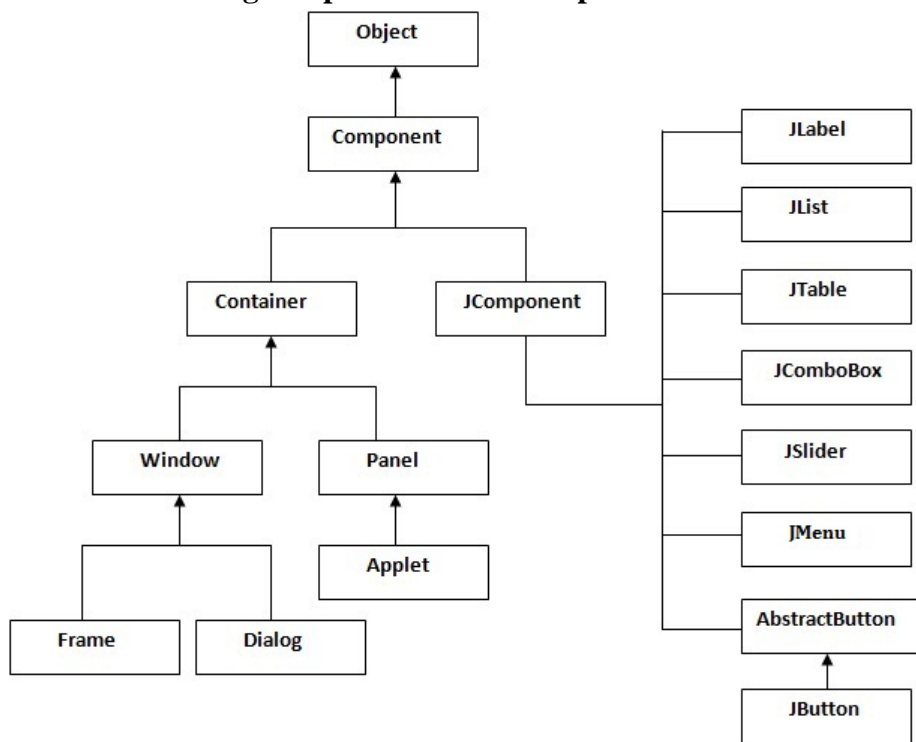 Object
Component
JLabel
JList
Container
JComponent
JTable
JComboBox
Window
Panel
JSlider
JMenu
Applet
AbstractButton
Frame
Dialog
JButton